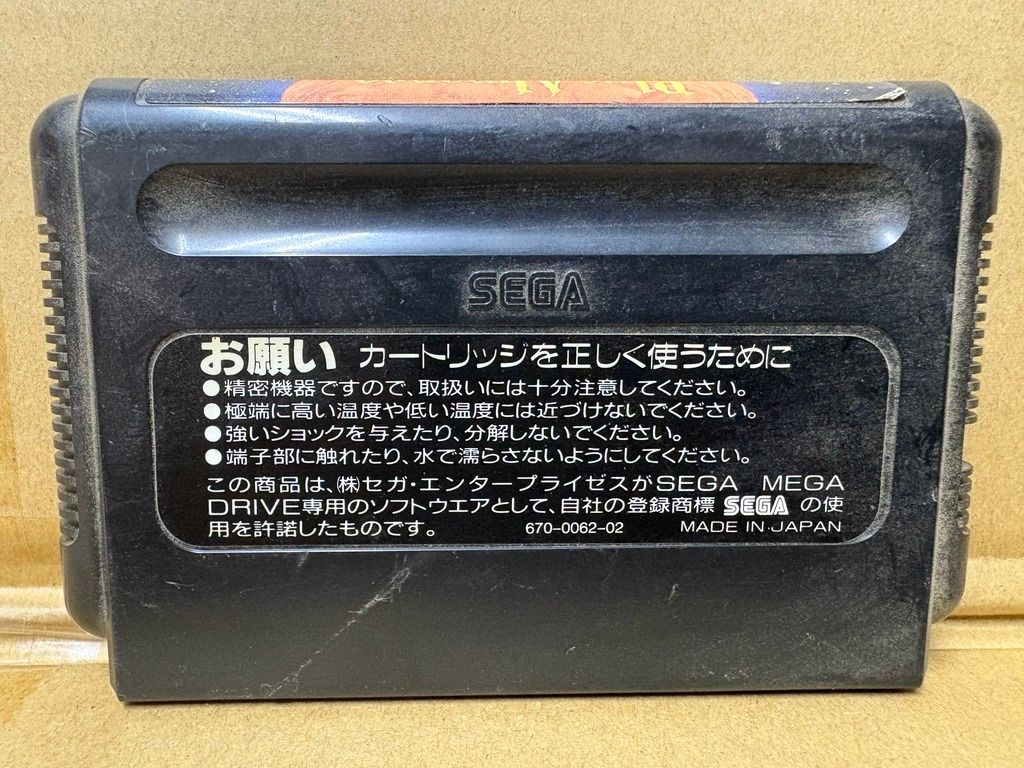 SEGA
お願い カートリッジを正しく使うために
●精密機器ですので、取扱いには十分注意してください。
●極端に高い温度や低い温度には近づけないでください。
●強いショックを与えたり、分解しないでください。
●端子部に触れたり、水で濡らさないようにしてください。
この商品は、㈱セガ・エンタープライゼスがSEGA MEGA
DRIVE専用のソフトウエアとして、自社の登録商標 SEGA の使
用を許諾したものです。 670-0062-02 MADE IN JAPAN